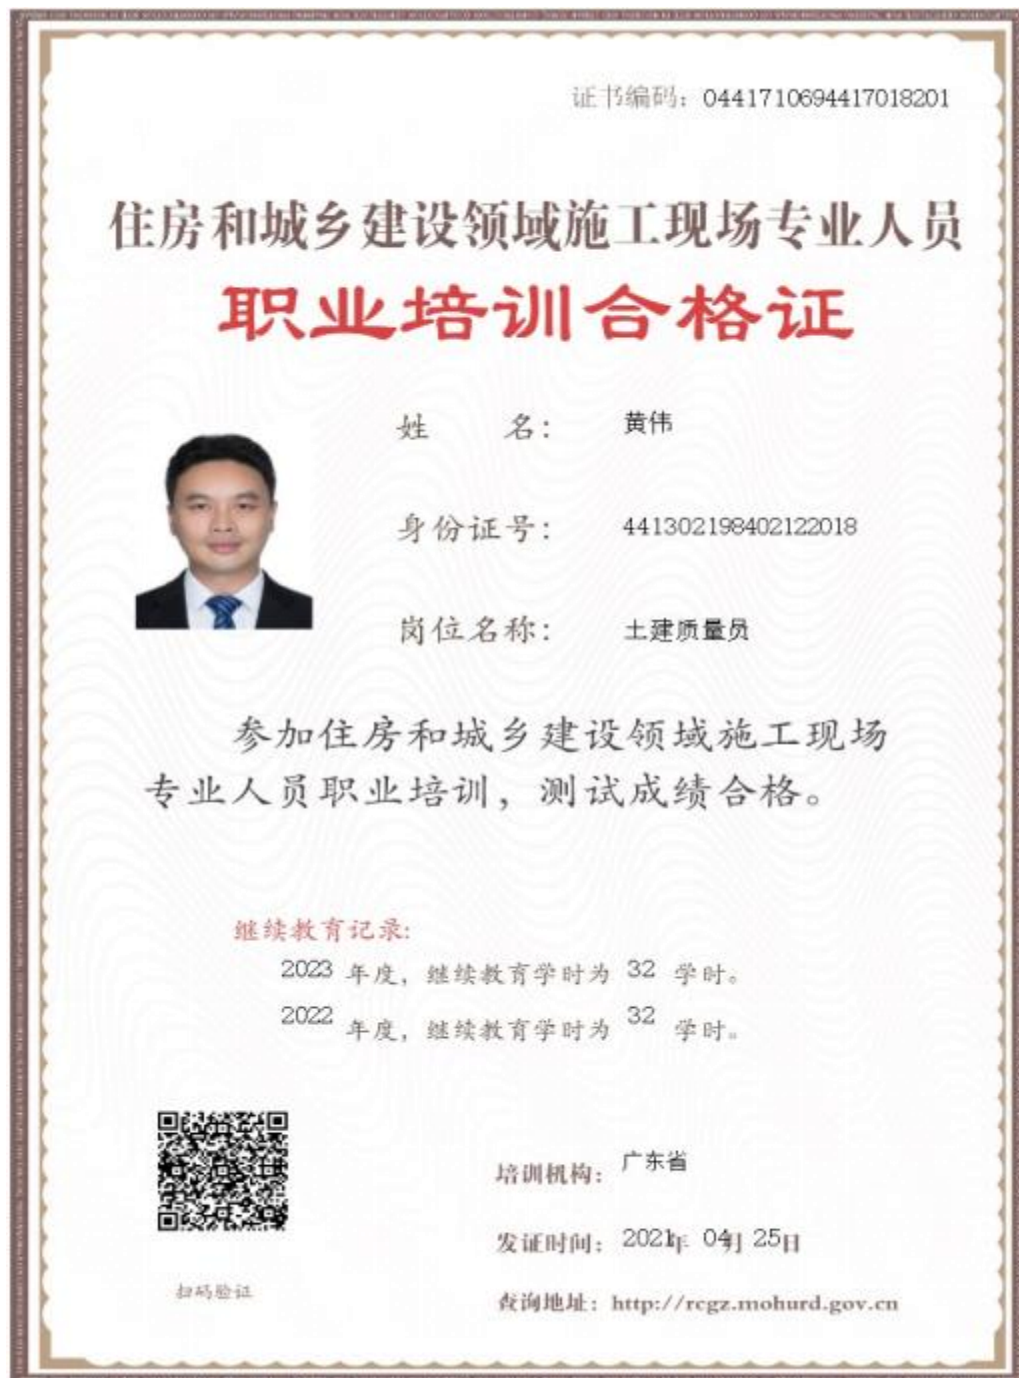 证书编码：0441710694417018201
住房和城乡建设领域施工现场专业人员
职业培训合格证
姓 名： 黄伟
身份证号： 441302198402122018
岗位名称： 土建质量员
参加住房和城乡建设领域施工现场
专业人员职业培训，测试成绩合格。
继续教育记录:
2023 年度，继续教育学时为 32 学时。
2022 年度，继续教育学时为 32 学时。
培训机构： 广东省
发证时间： 2021年 04月 25日
扫码验证
查询地址：http://rcgz.mohurd.gov.cn